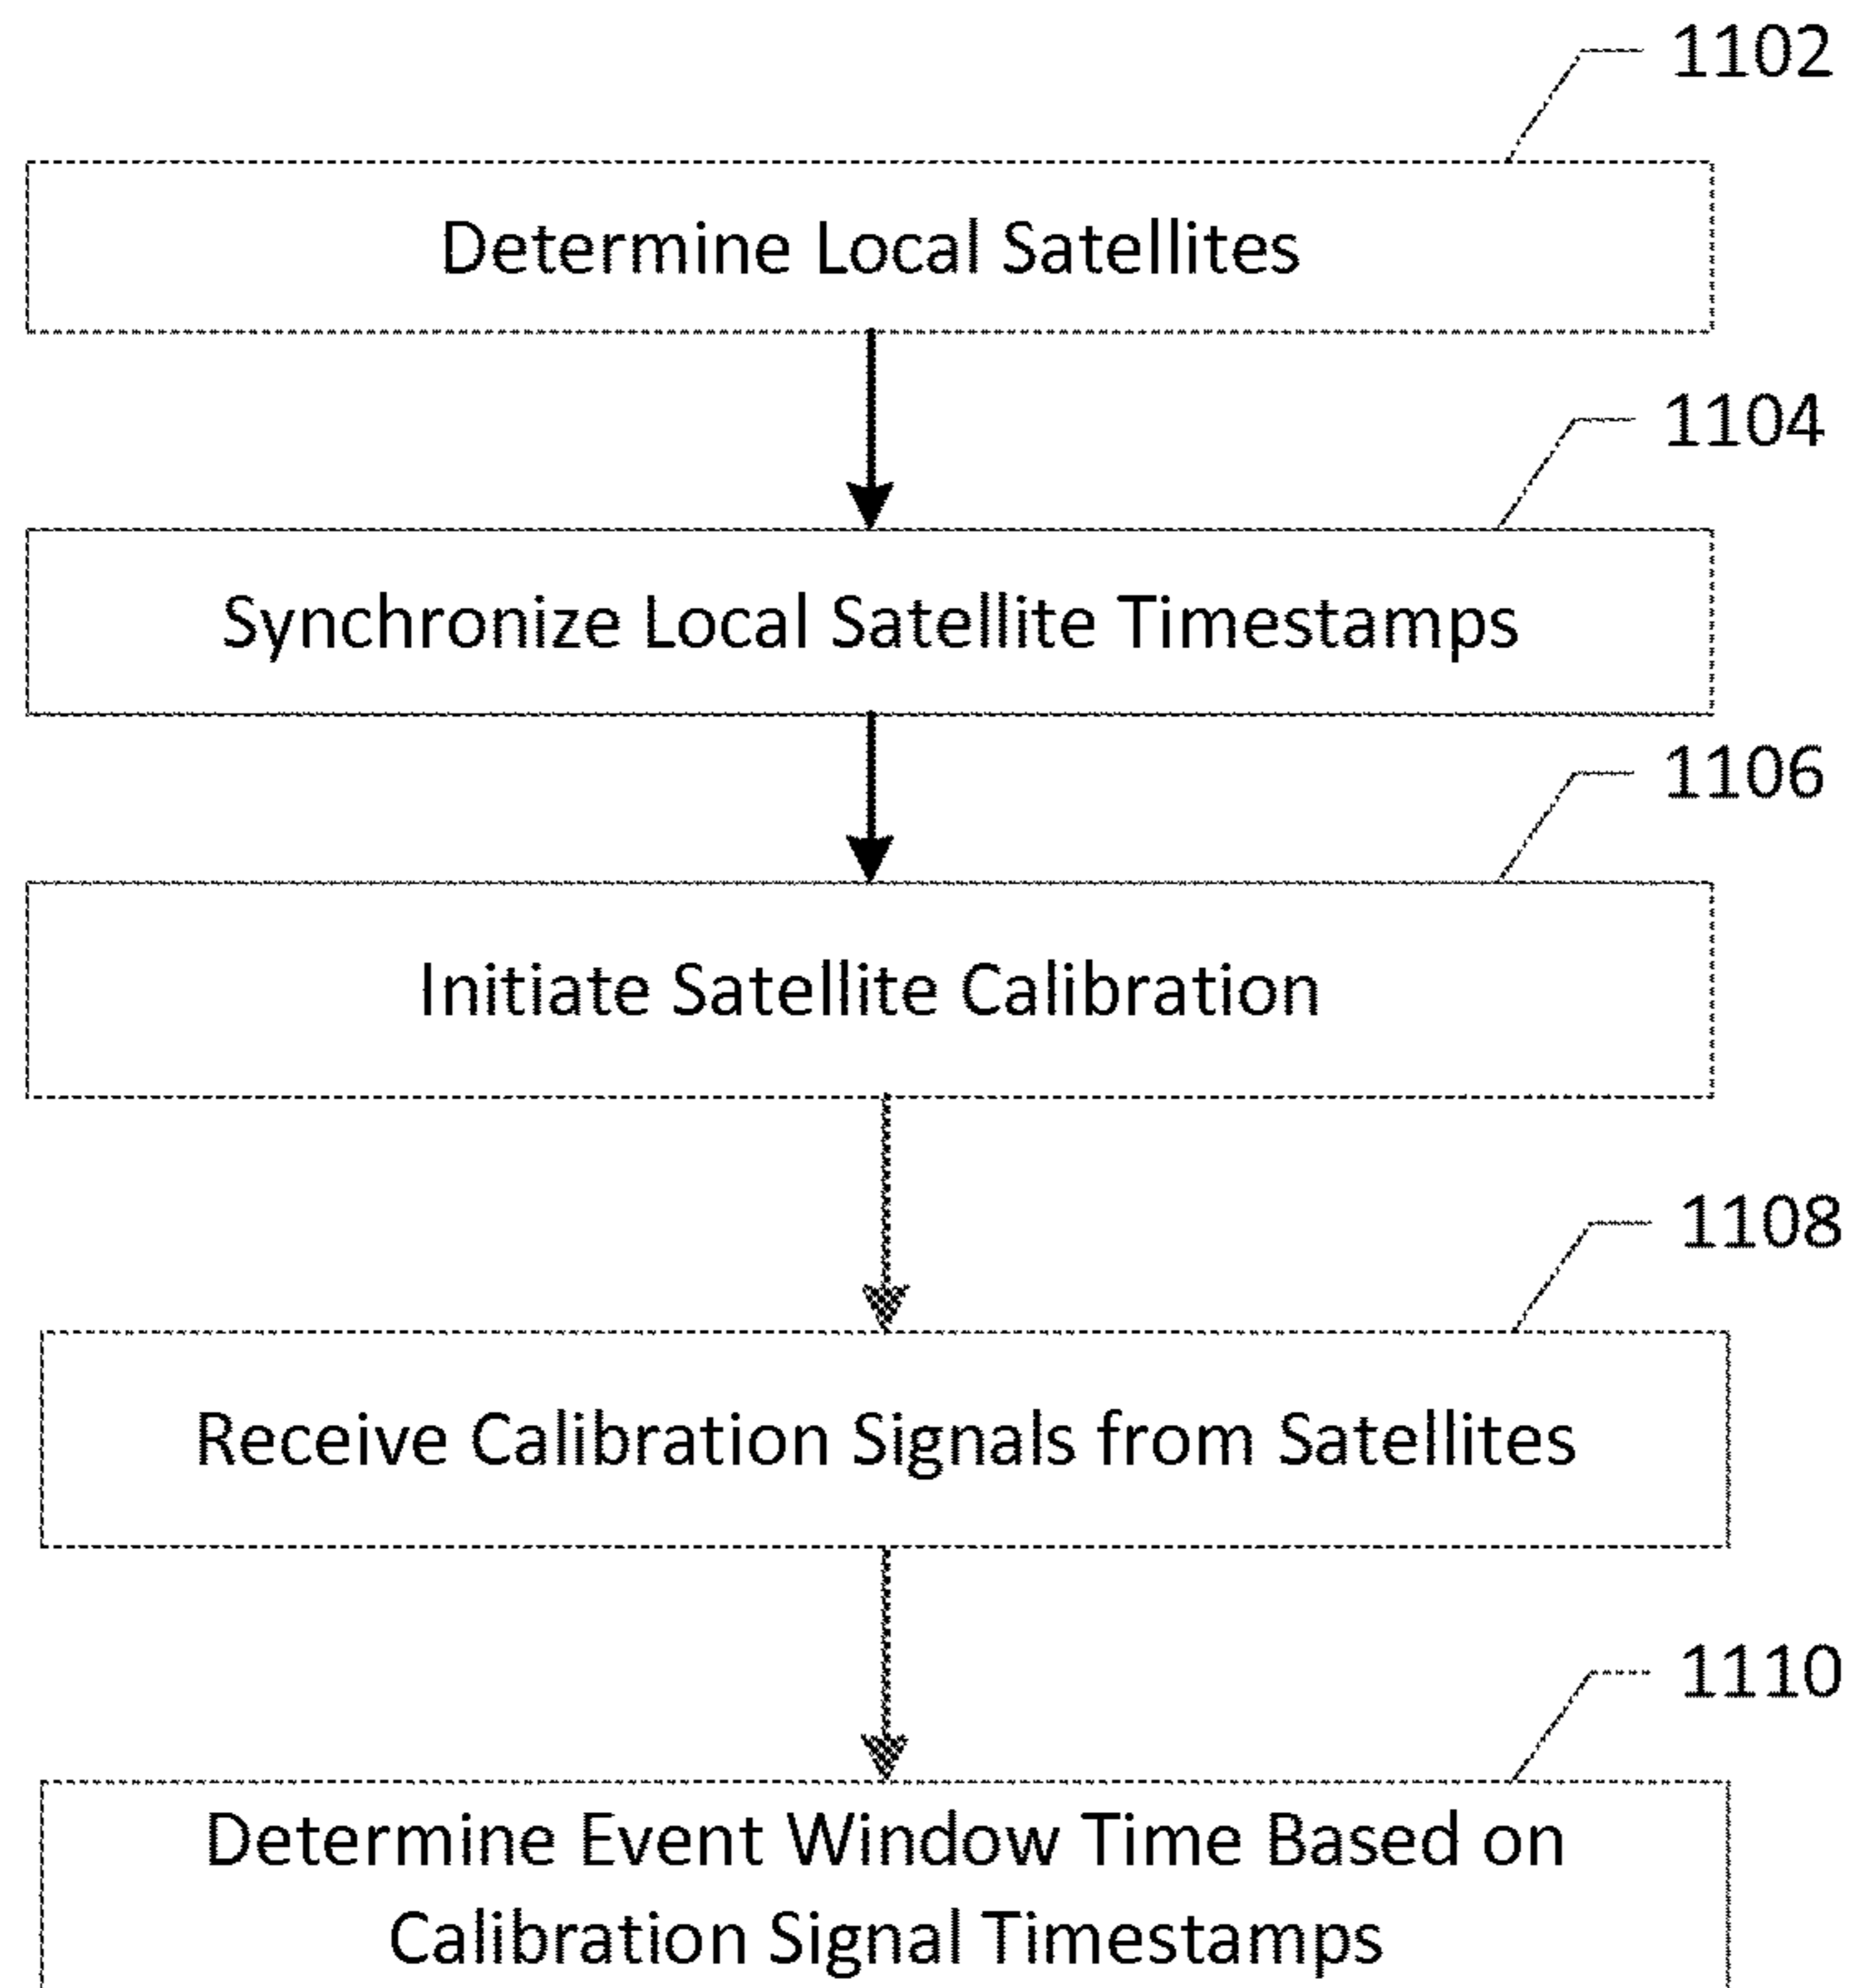 1102
Determine Local Satellites
1104
Synchronize Local Satellite Timestamps
1106
Initiate Satellite Calibration
1108
Receive Calibration Signals from Satellites
1110
Determine Event Window Time Based on
Calibration Signal Timestamps